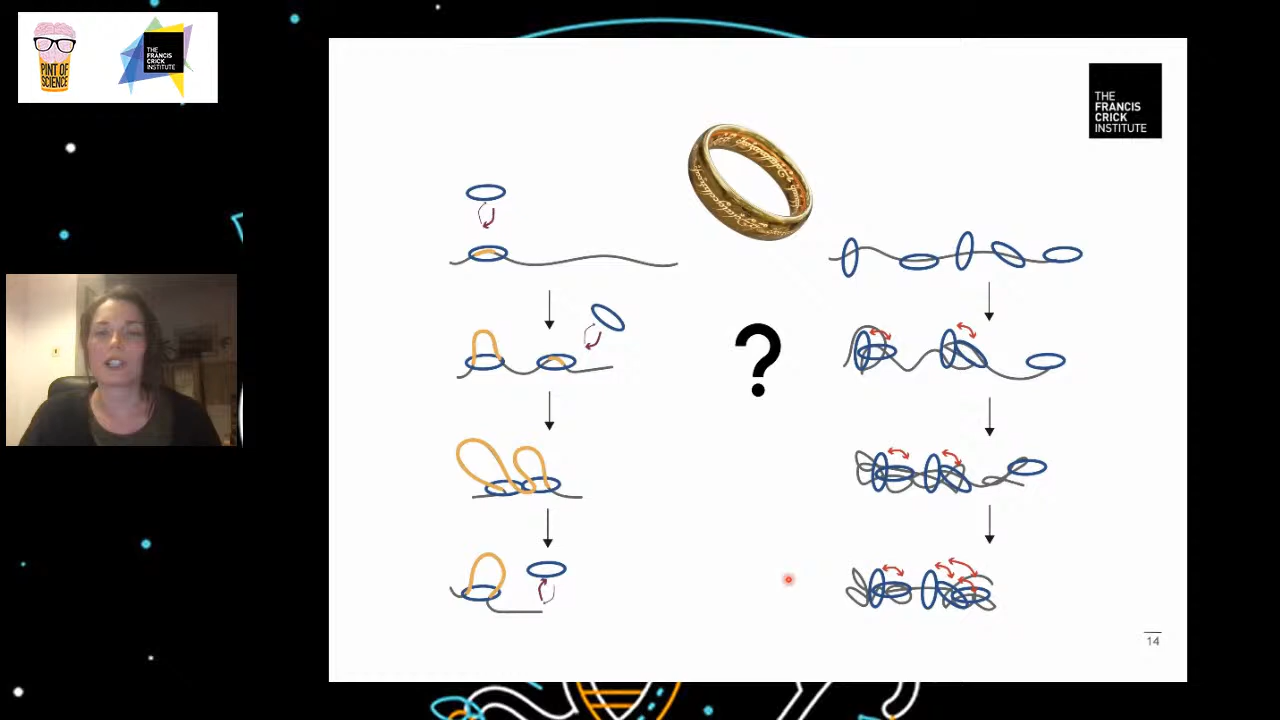 PINT OF
SCIENCE
THE
FRANCIS
CRICK
INSTITUTE
THE
FRANCIS
CRICK
INSTITUTE
?
14